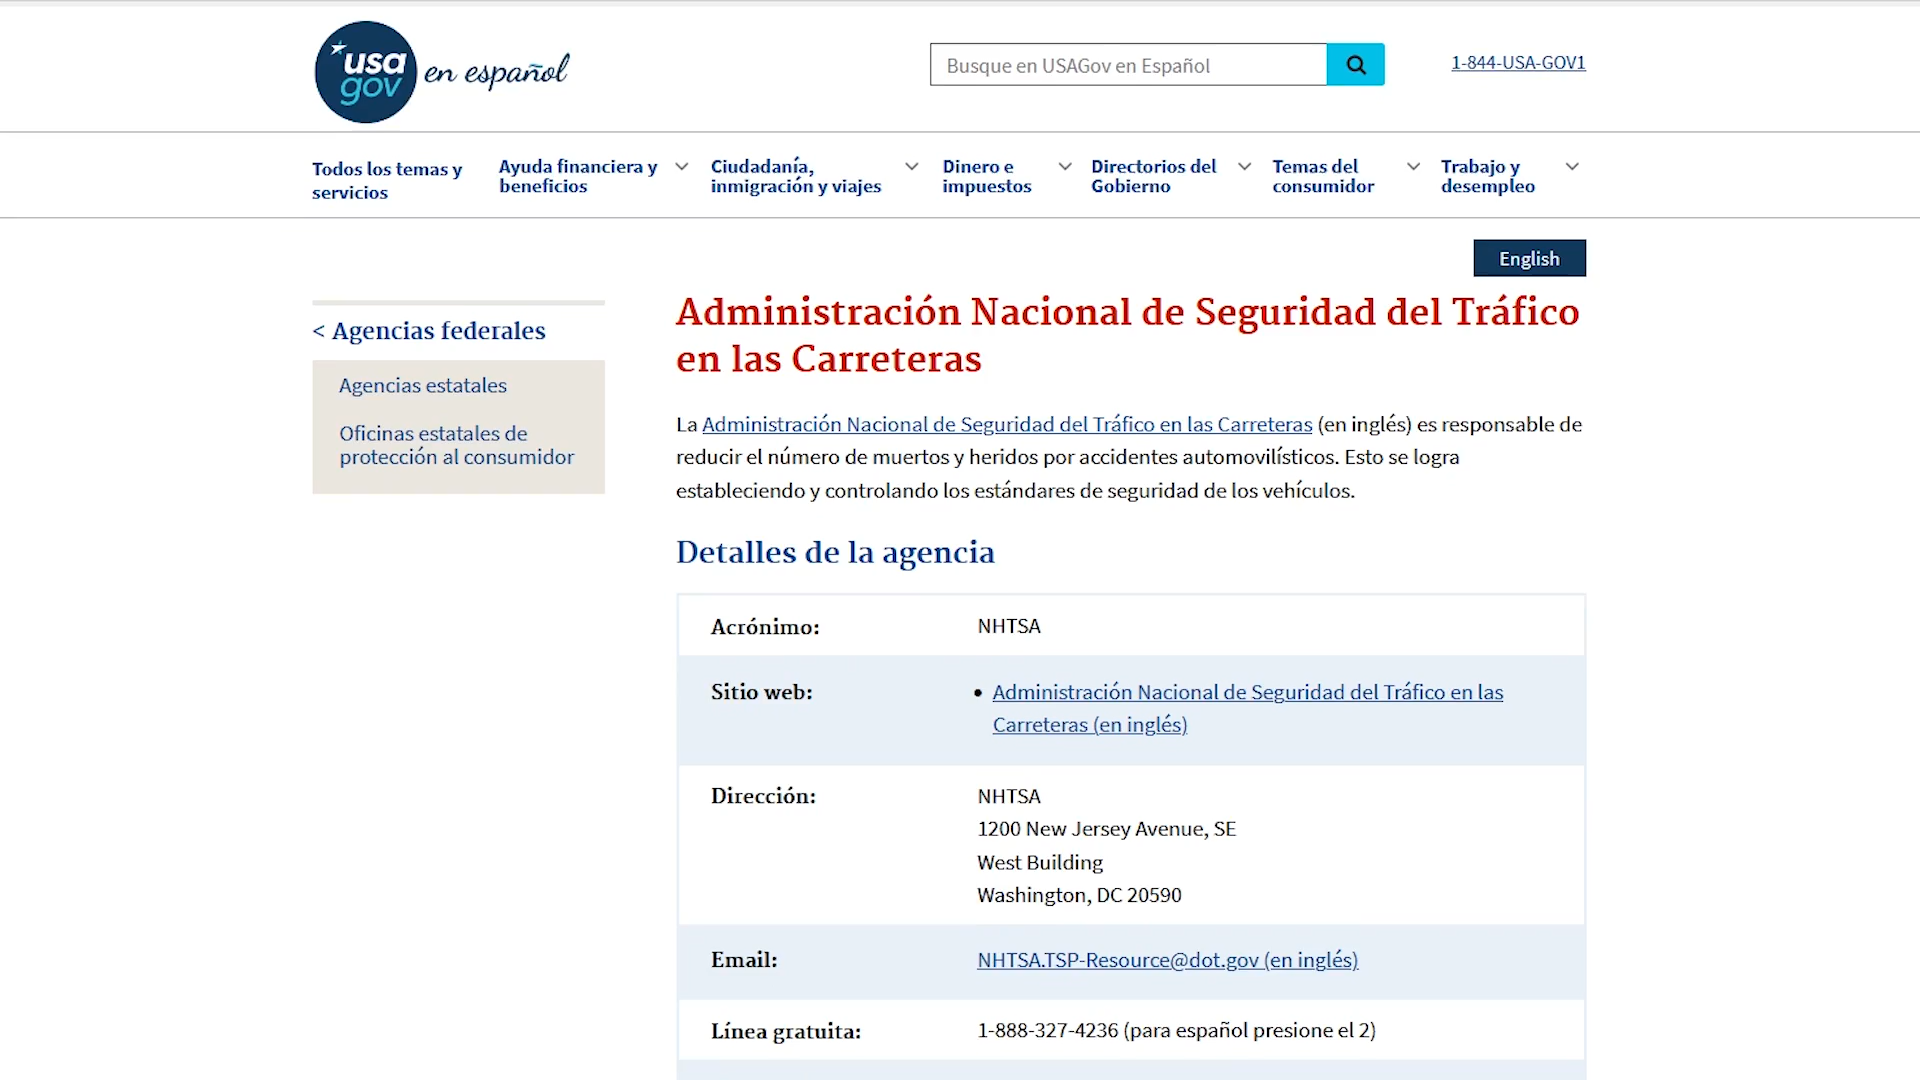 usa
gov
en español
Busque en USAGov en Español
1-844-USA-GOV1
Todos los temas y
servicios
Ayuda financiera y
beneficios
Ciudadanía,
inmigración y viajes
Dinero e
impuestos
Directorios del
Gobierno
Temas del
consumidor
Trabajo y
desempleo
English
< Agencias federales
Agencias estatales
Oficinas estatales de
protección al consumidor
Administración Nacional de Seguridad del Tráfico
en las Carreteras
La Administración Nacional de Seguridad del Tráfico en las Carreteras (en inglés) es responsable de
reducir el número de muertos y heridos por accidentes automovilísticos. Esto se logra
estableciendo y controlando los estándares de seguridad de los vehículos.
Detalles de la agencia
Acrónimo: NHTSA
Sitio web: • Administración Nacional de Seguridad del Tráfico en las
Carreteras (en inglés)
Dirección: NHTSA
1200 New Jersey Avenue, SE
West Building
Washington, DC 20590
Email: NHTSA.TSP-Resource@dot.gov (en inglés)
Línea gratuita: 1-888-327-4236 (para español presione el 2)